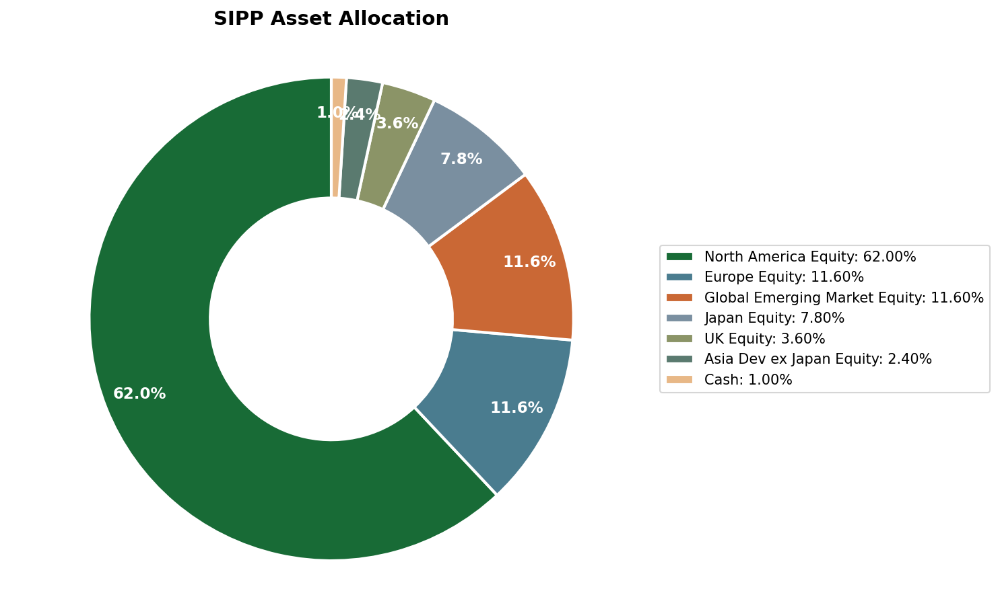 SIPP Asset Allocation
1.0%
2.4%
3.6%
7.8%
11.6%
11.6%
62.0%
North America Equity: 62.00%
Europe Equity: 11.60%
Global Emerging Market Equity: 11.60%
Japan Equity: 7.80%
UK Equity: 3.60%
Asia Dev ex Japan Equity: 2.40%
Cash: 1.00%